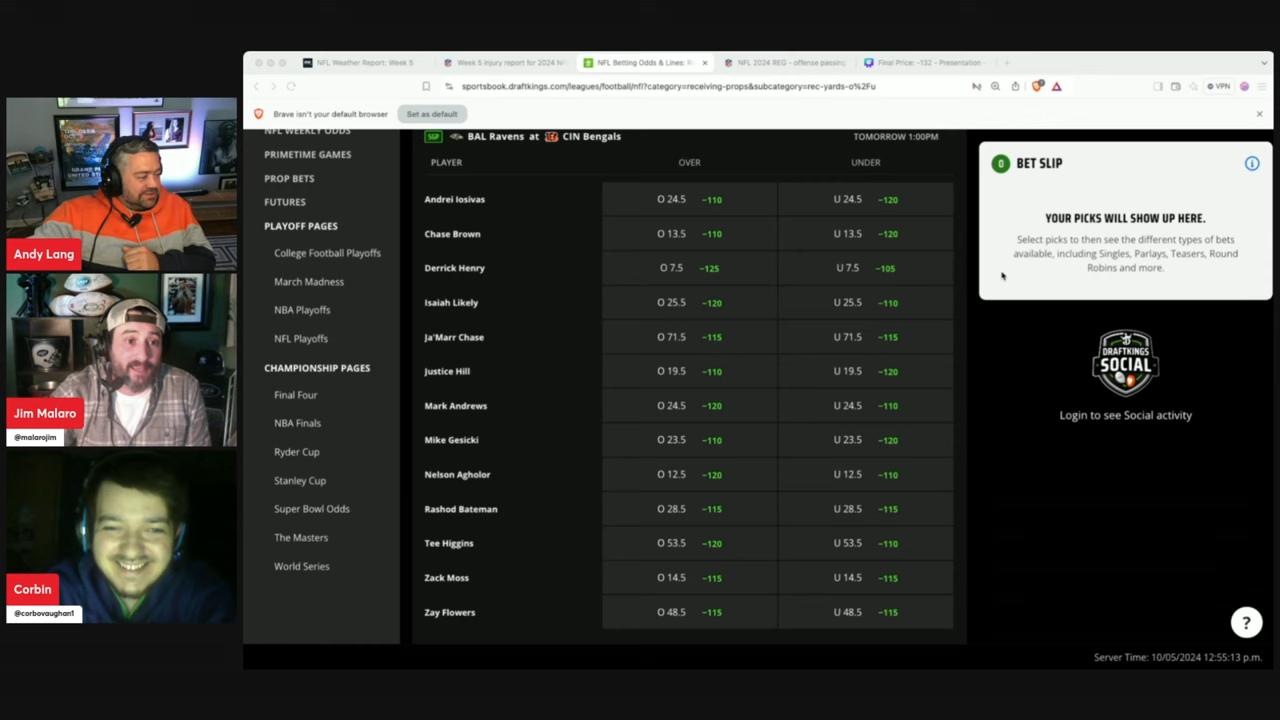 NFL Weather Report: Week 5
Week 5 injury report for 2024 N
NFL Betting Odds & Lines: R
NFL 2024 REG - offense passing
Final Price: -132 - Presentation
sportsbook.draftkings.com/leagues/football/nfl?category=receiving-props&subcategory=rec-yards-o%2Fu
VPN
Brave isn't your default browser
Set as default
NFL WEEKLY ODDS
PRIMETIME GAMES
PROP BETS
FUTURES
PLAYOFF PAGES
College Football Playoffs
March Madness
NBA Playoffs
NFL Playoffs
CHAMPIONSHIP PAGES
Final Four
NBA Finals
Ryder Cup
Stanley Cup
Super Bowl Odds
The Masters
World Series
SGP BAL Ravens at CIN Bengals TOMORROW 1:00PM
PLAYER OVER UNDER
Andrei Iosivas O 24.5 −110 U 24.5 −120
Chase Brown O 13.5 −110 U 13.5 −120
Derrick Henry O 7.5 −125 U 7.5 −105
Isaiah Likely O 25.5 −120 U 25.5 −110
Ja'Marr Chase O 71.5 −115 U 71.5 −115
Justice Hill O 19.5 −110 U 19.5 −120
Mark Andrews O 24.5 −120 U 24.5 −110
Mike Gesicki O 23.5 −110 U 23.5 −120
Nelson Agholor O 12.5 −120 U 12.5 −110
Rashod Bateman O 28.5 −115 U 28.5 −115
Tee Higgins O 53.5 −120 U 53.5 −110
Zack Moss O 14.5 −115 U 14.5 −115
Zay Flowers O 48.5 −115 U 48.5 −115
0 BET SLIP
YOUR PICKS WILL SHOW UP HERE.
Select picks to then see the different types of bets
available, including Singles, Parlays, Teasers, Round
Robins and more.
DRAFTKINGS
SOCIAL
Login to see Social activity
?
Server Time: 10/05/2024 12:55:13 p.m.
Andy Lang
Jim Malaro
@malarojim
Corbin
@corbovaughan1